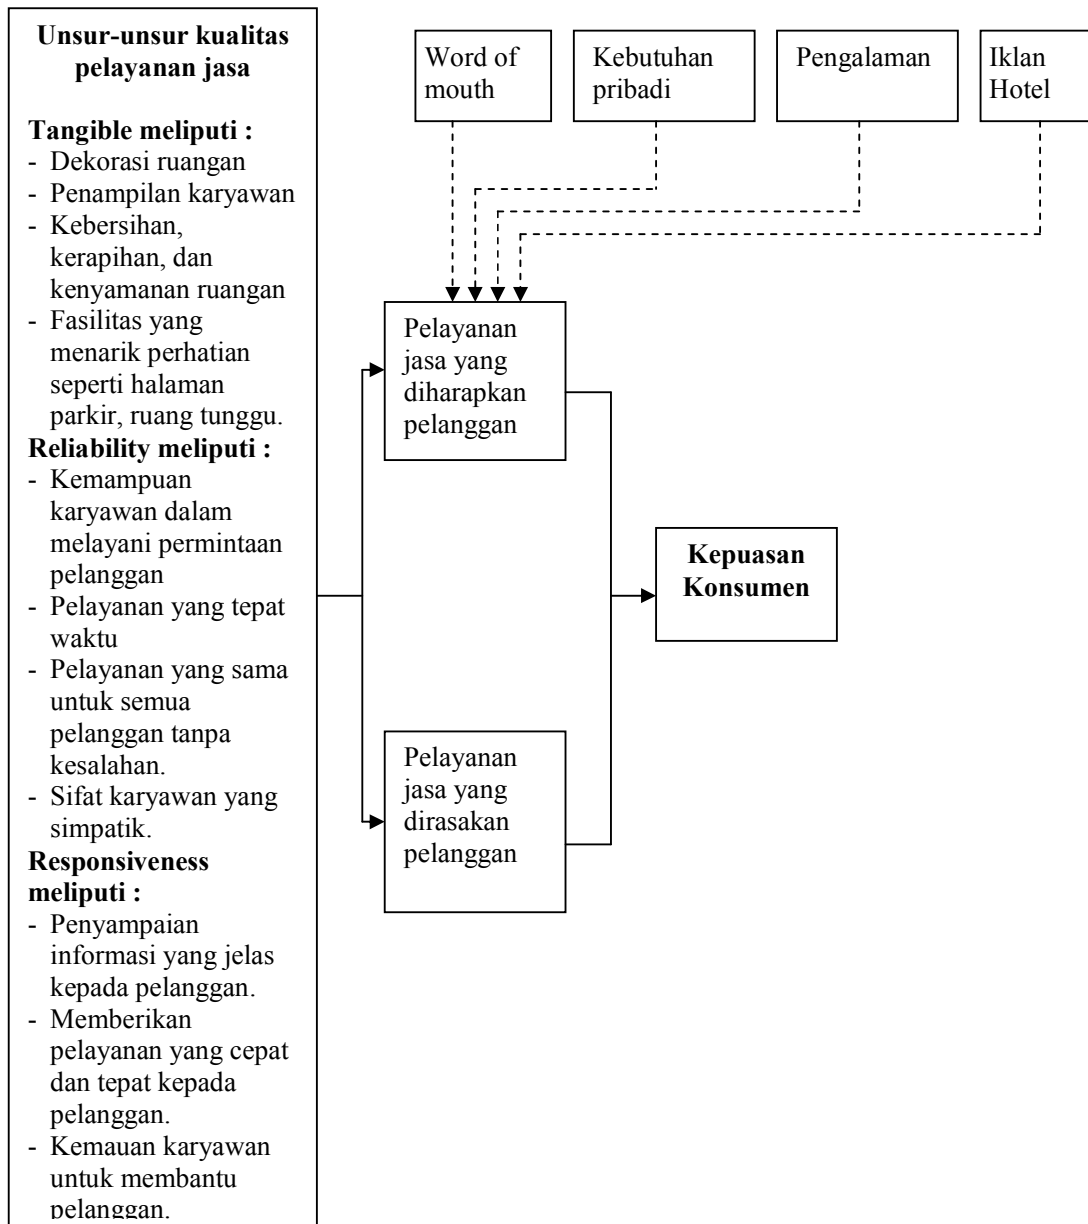 Unsur-unsur kualitas
pelayanan jasa
Tangible meliputi :
- Dekorasi ruangan
- Penampilan karyawan
- Kebersihan,
kerapihan, dan
kenyamanan ruangan
- Fasilitas yang
menarik perhatian
seperti halaman
parkir, ruang tunggu.
Reliability meliputi :
- Kemampuan
karyawan dalam
melayani permintaan
pelanggan
- Pelayanan yang tepat
waktu
- Pelayanan yang sama
untuk semua
pelanggan tanpa
kesalahan.
- Sifat karyawan yang
simpatik.
Responsiveness
meliputi :
- Penyampaian
informasi yang jelas
kepada pelanggan.
- Memberikan
pelayanan yang cepat
dan tepat kepada
pelanggan.
- Kemauan karyawan
untuk membantu
pelanggan.
Word of
mouth
Kebutuhan
pribadi
Pengalaman
Iklan
Hotel
Pelayanan
jasa yang
diharapkan
pelanggan
Pelayanan
jasa yang
dirasakan
pelanggan
Kepuasan
Konsumen